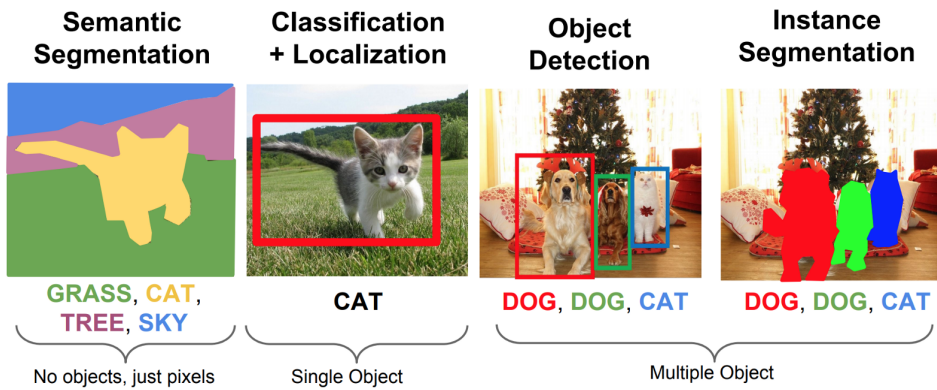 Semantic
Segmentation
Classification
+ Localization
Object
Detection
Instance
Segmentation
GRASS, CAT,
TREE, SKY
CAT
DOG, DOG, CAT
DOG, DOG, CAT
No objects, just pixels
Single Object
Multiple Object